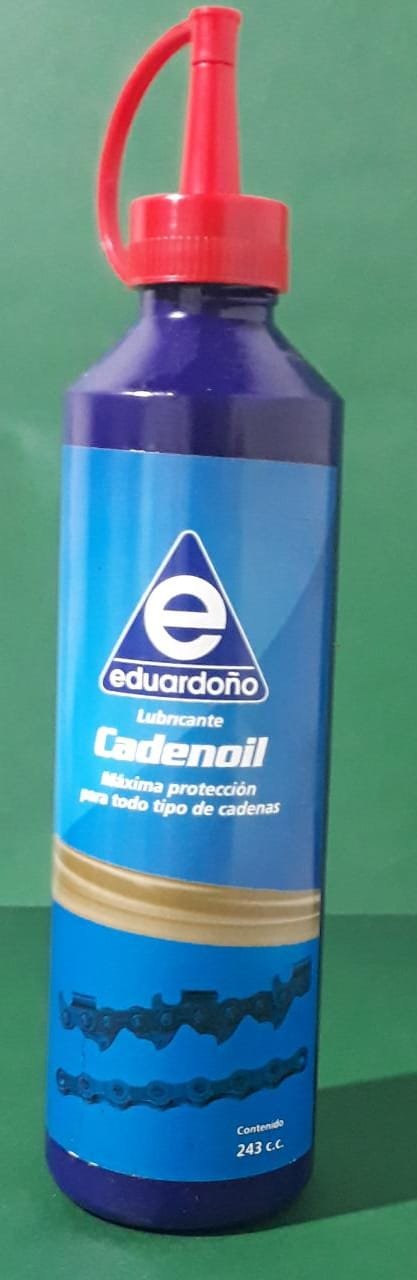 e
eduardoño
Lubricante
Cadenoil
Máxima protección
para todo tipo de cadenas
Contenido
243 c.c.